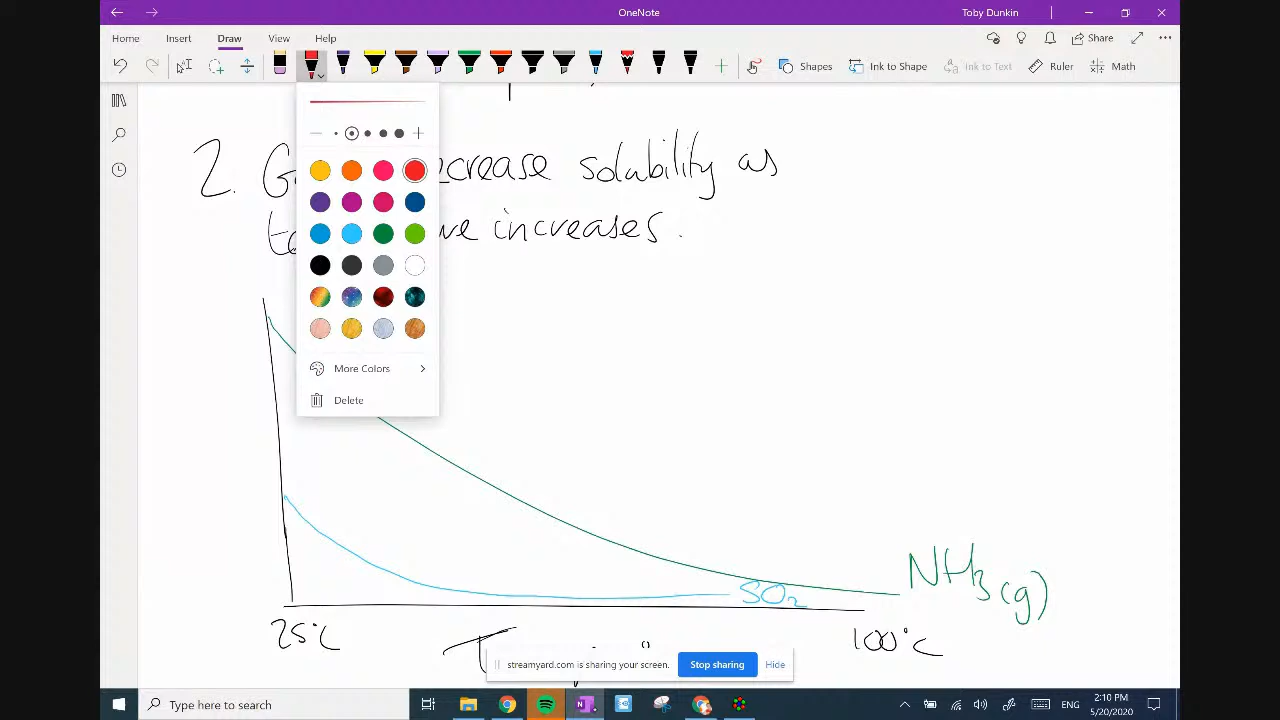 OneNote
Toby Dunkin
Home Insert Draw View Help
Share
Shapes Ink to Shape Ink to Text Ruler Math
2. G crease solubility as
te increases.
More Colors
Delete
NH3(g)
SO2
25°C
100°C
streamyard.com is sharing your screen. Stop sharing Hide
Type here to search
ENG
2:10 PM
5/20/2020